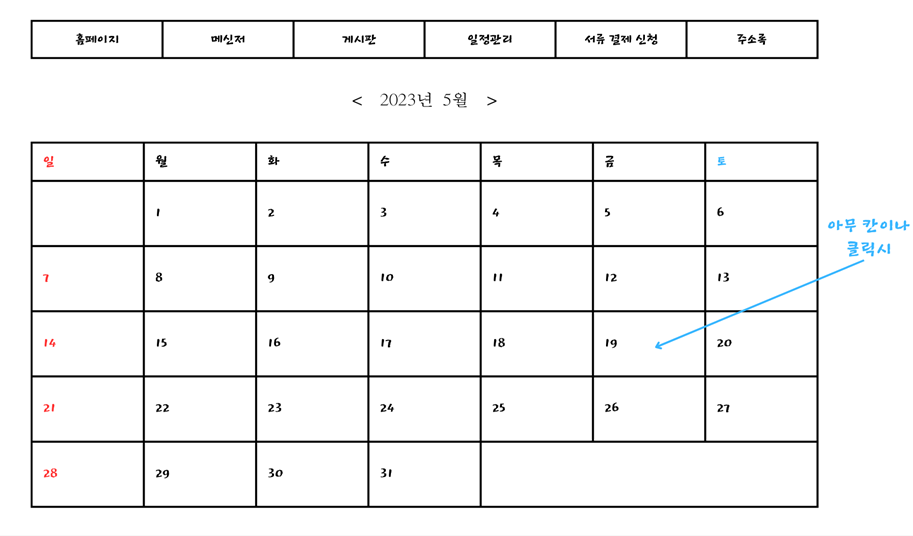 홈페이지 메신저 게시판 일정관리 서류 결제 신청 주소록
< 2023년 5월 >
일 월 화 수 목 금 토
1 2 3 4 5 6
아무 칸이나
클릭시
7 8 9 10 11 12 13
14 15 16 17 18 19 20
21 22 23 24 25 26 27
28 29 30 31